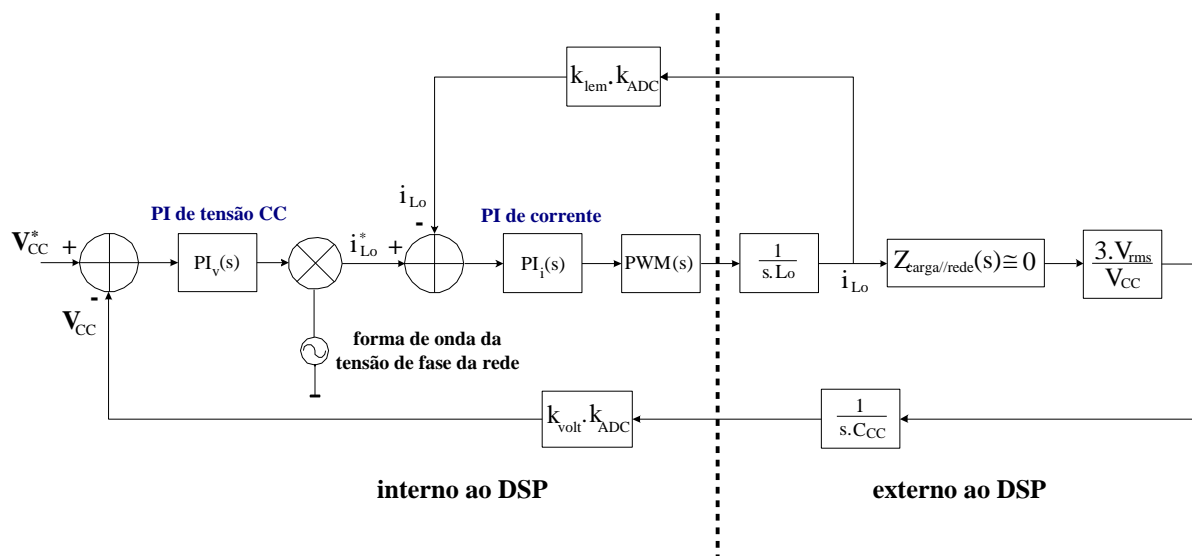 k_lem.k_ADC
i_Lo
-
PI de tensão CC
PI de corrente
V*_CC
+
PI_v(s)
i*_Lo
+
PI_i(s)
PWM(s)
1
s.Lo
i_Lo
Z_carga//rede(s)≅0
3.V_rms
V_CC
-
V_CC
forma de onda da
tensão de fase da rede
k_volt.k_ADC
1
s.C_CC
interno ao DSP
externo ao DSP